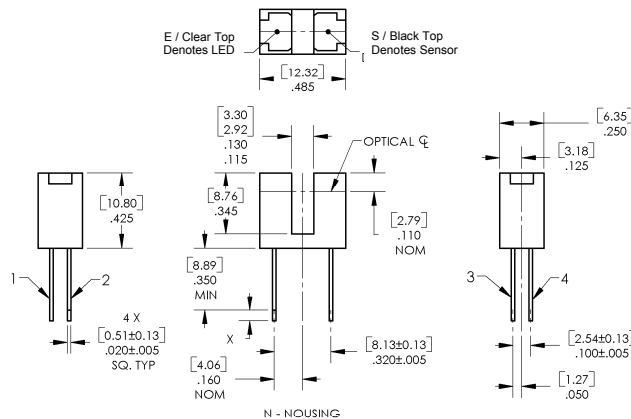 E / Clear Top
Denotes LED
S / Black Top
Denotes Sensor
[12.32]
.485
[3.30
2.92]
.130
.115
OPTICAL ℄
[6.35]
.250
[3.18]
.125
[10.80]
.425
[8.76]
.345
[2.79]
.110
NOM
[8.89]
.350
MIN
1
2
3
4
4 X
[0.51±0.13]
.020±.005
SQ. TYP
X
[8.13±0.13]
.320±.005
[2.54±0.13]
.100±.005
[4.06]
.160
NOM
[1.27]
.050
N - NOUSING